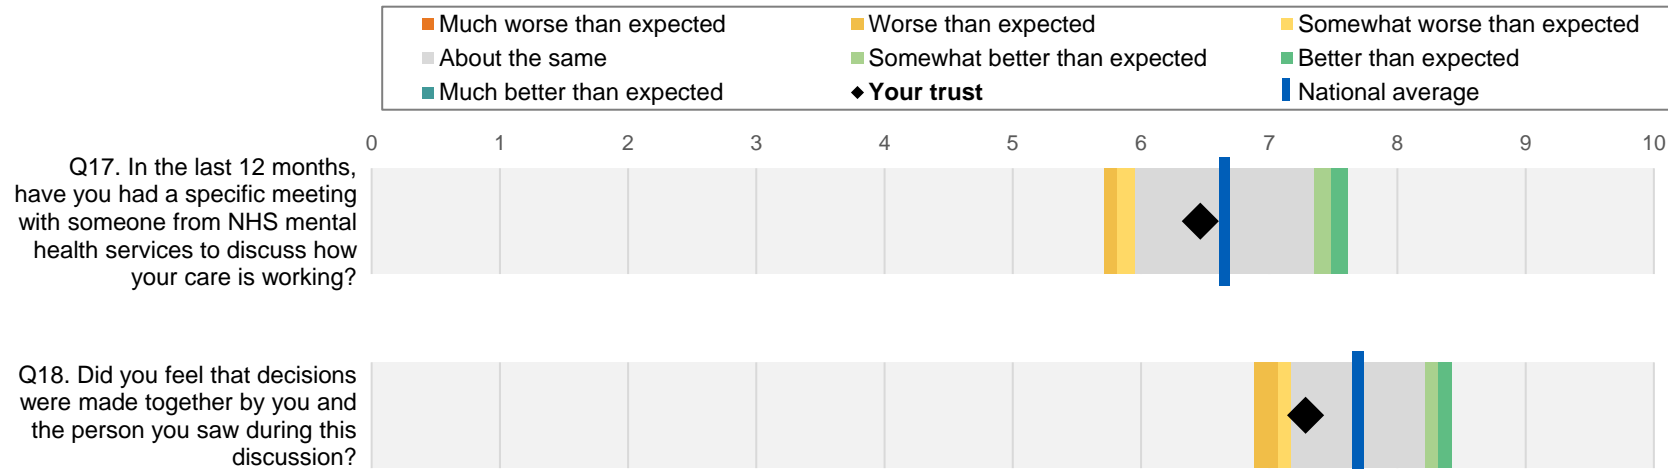 Much worse than expected
Worse than expected
Somewhat worse than expected
About the same
Somewhat better than expected
Better than expected
Much better than expected
Your trust
National average
0 1 2 3 4 5 6 7 8 9 10
Q17. In the last 12 months,
have you had a specific meeting
with someone from NHS mental
health services to discuss how
your care is working?
Q18. Did you feel that decisions
were made together by you and
the person you saw during this
discussion?